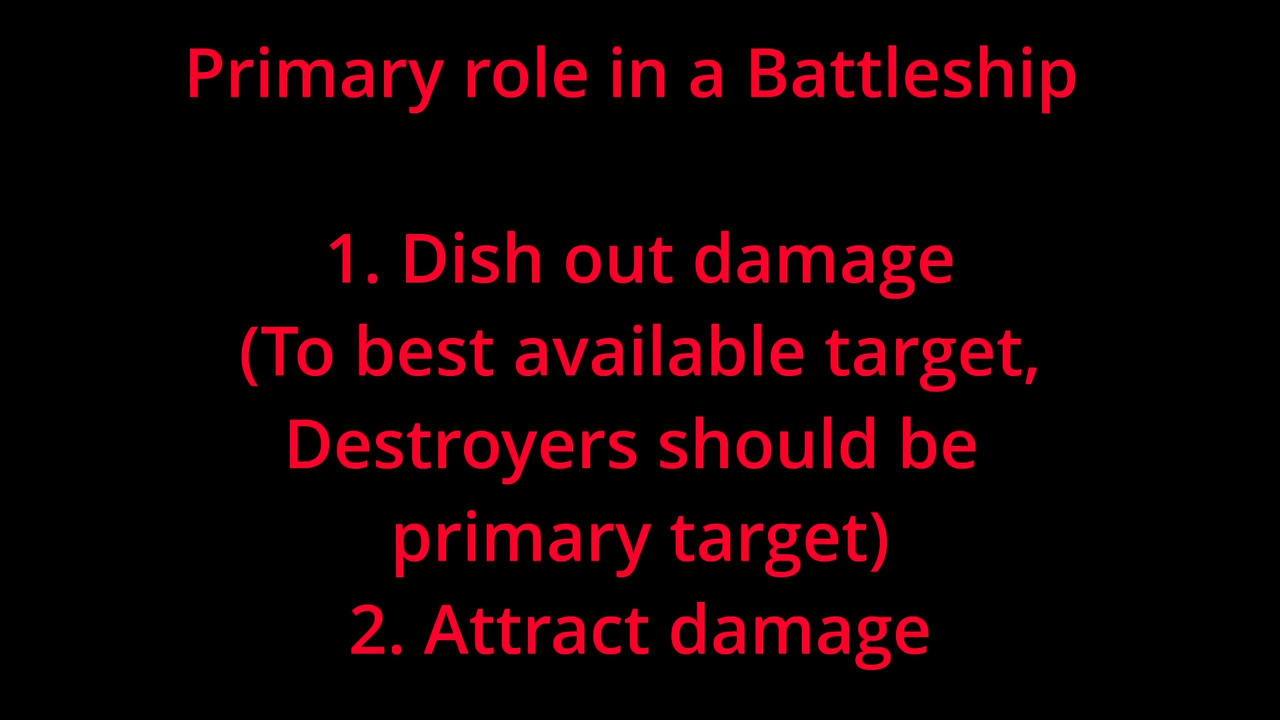 Primary role in a Battleship
1. Dish out damage
(To best available target,
Destroyers should be
primary target)
2. Attract damage